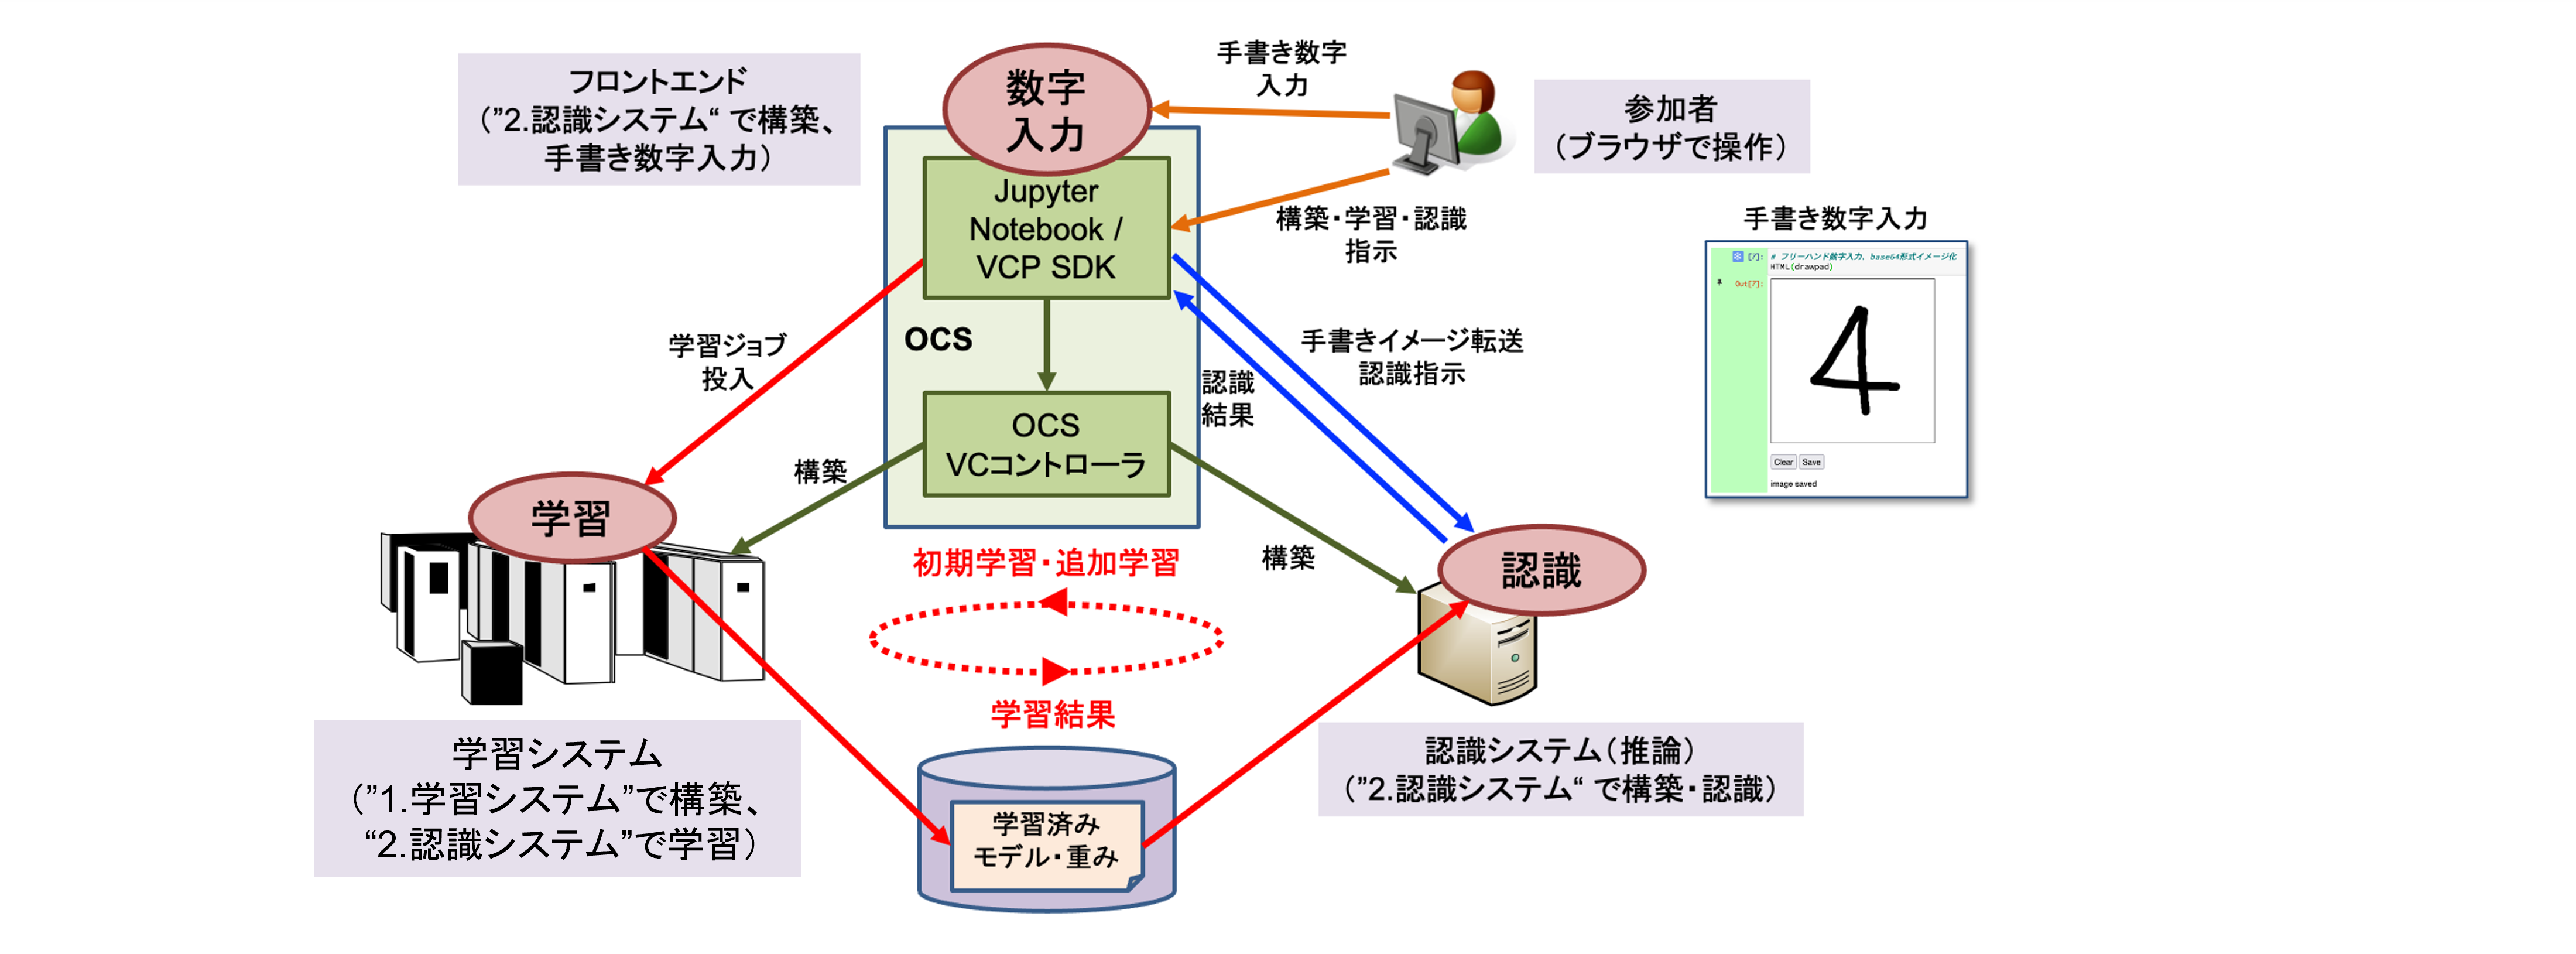 フロントエンド
（”2.認識システム“ で構築、
手書き数字入力）
数字
入力
手書き数字
入力
参加者
（ブラウザで操作）
Jupyter
Notebook /
VCP SDK
構築・学習・認識
指示
手書き数字入力
[7]:
# フリーハンド数字入力、base64形式イメージ化
HTML(drawpad)
Out[7]:
4
Clear
Save
image saved
OCS
学習ジョブ
投入
手書きイメージ転送
認識指示
認識
結果
OCS
VCコントローラ
構築
構築
学習
認識
初期学習・追加学習
学習結果
学習システム
（”1.学習システム”で構築、
“2.認識システム”で学習）
認識システム（推論）
（”2.認識システム“ で構築・認識）
学習済み
モデル・重み